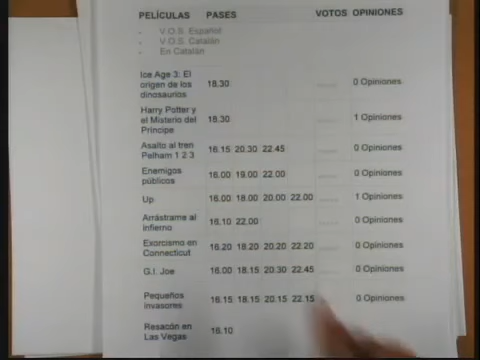 PELÍCULAS PASES VOTOS OPINIONES
- V.O.S. Español
- V.O.S. Catalán
- En Catalán
Ice Age 3: El
origen de los 18.30 0 Opiniones
dinosaurios
Harry Potter y
el Misterio del 18.30 1 Opiniones
Príncipe
Asalto al tren 16.15 20.30 22.45 0 Opiniones
Pelham 1 2 3
Enemigos 16.00 19.00 22.00 0 Opiniones
públicos
Up 16.00 18.00 20.00 22.00 1 Opiniones
Arrástrame al 16.10 22.00 0 Opiniones
infierno
Exorcismo en 16.20 18.20 20.20 22.20 0 Opiniones
Connecticut
G.I. Joe 16.00 18.15 20.30 22.45 0 Opiniones
Pequeños 16.15 18.15 20.15 22.15 0 Opiniones
invasores
Resacón en 16.10
Las Vegas